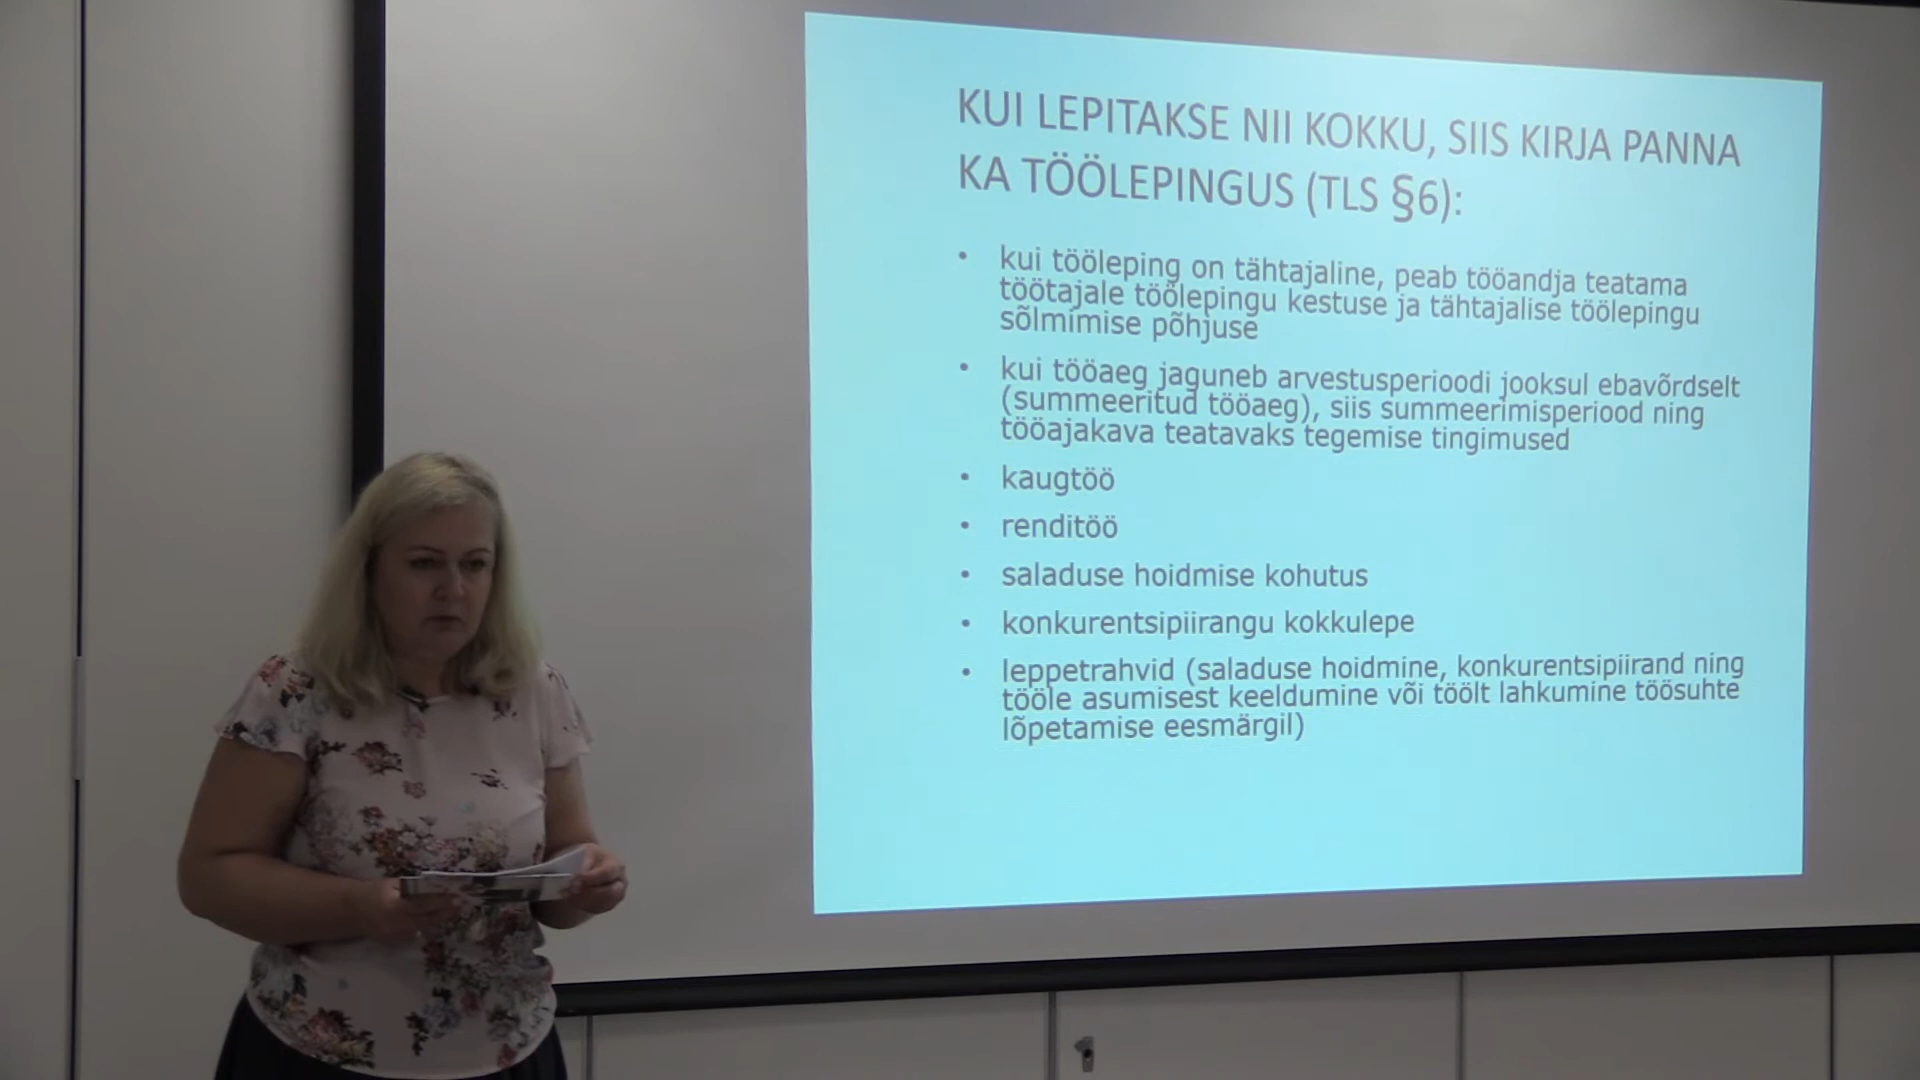 KUI LEPITAKSE NII KOKKU, SIIS KIRJA PANNA
KA TÖÖLEPINGUS (TLS §6):
• kui tööleping on tähtajaline, peab tööandja teatama
töötajale töölepingu kestuse ja tähtajalise töölepingu
sõlmimise põhjuse
• kui tööaeg jaguneb arvestusperioodi jooksul ebavõrdselt
(summeeritud tööaeg), siis summeerimisperiood ning
tööajakava teatavaks tegemise tingimused
• kaugtöö
• renditöö
• saladuse hoidmise kohutus
• konkurentsipiirangu kokkulepe
• leppetrahvid (saladuse hoidmine, konkurentsipiirand ning
tööle asumisest keeldumine või töölt lahkumine töösuhte
lõpetamise eesmärgil)